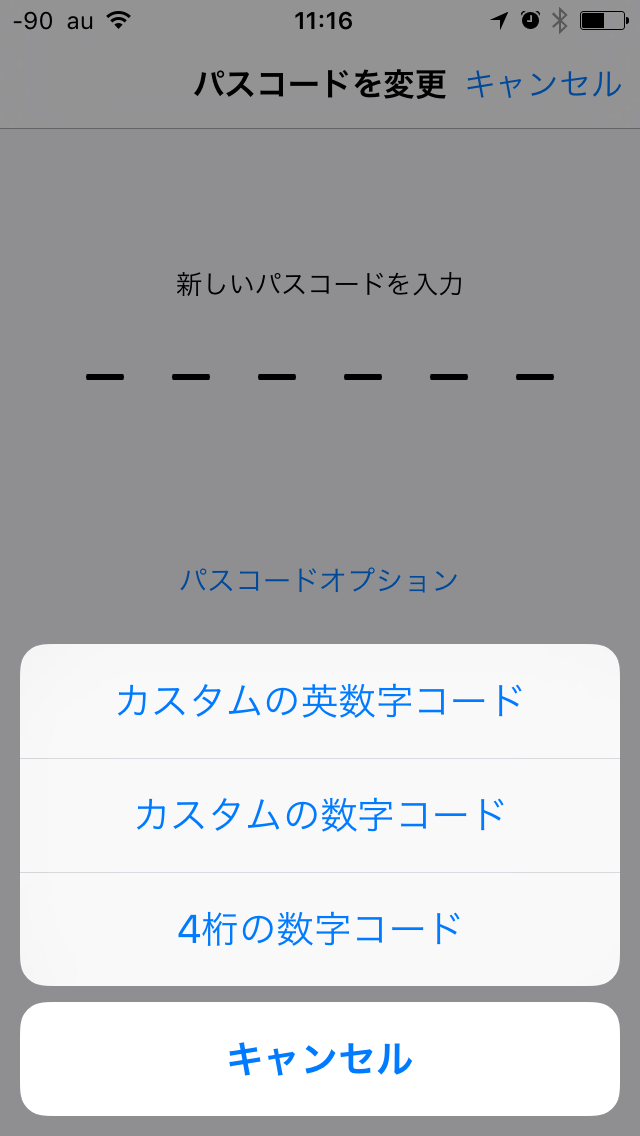 -90 au 11:16
パスコードを変更 キャンセル
新しいパスコードを入力
パスコードオプション
カスタムの英数字コード
カスタムの数字コード
4桁の数字コード
キャンセル